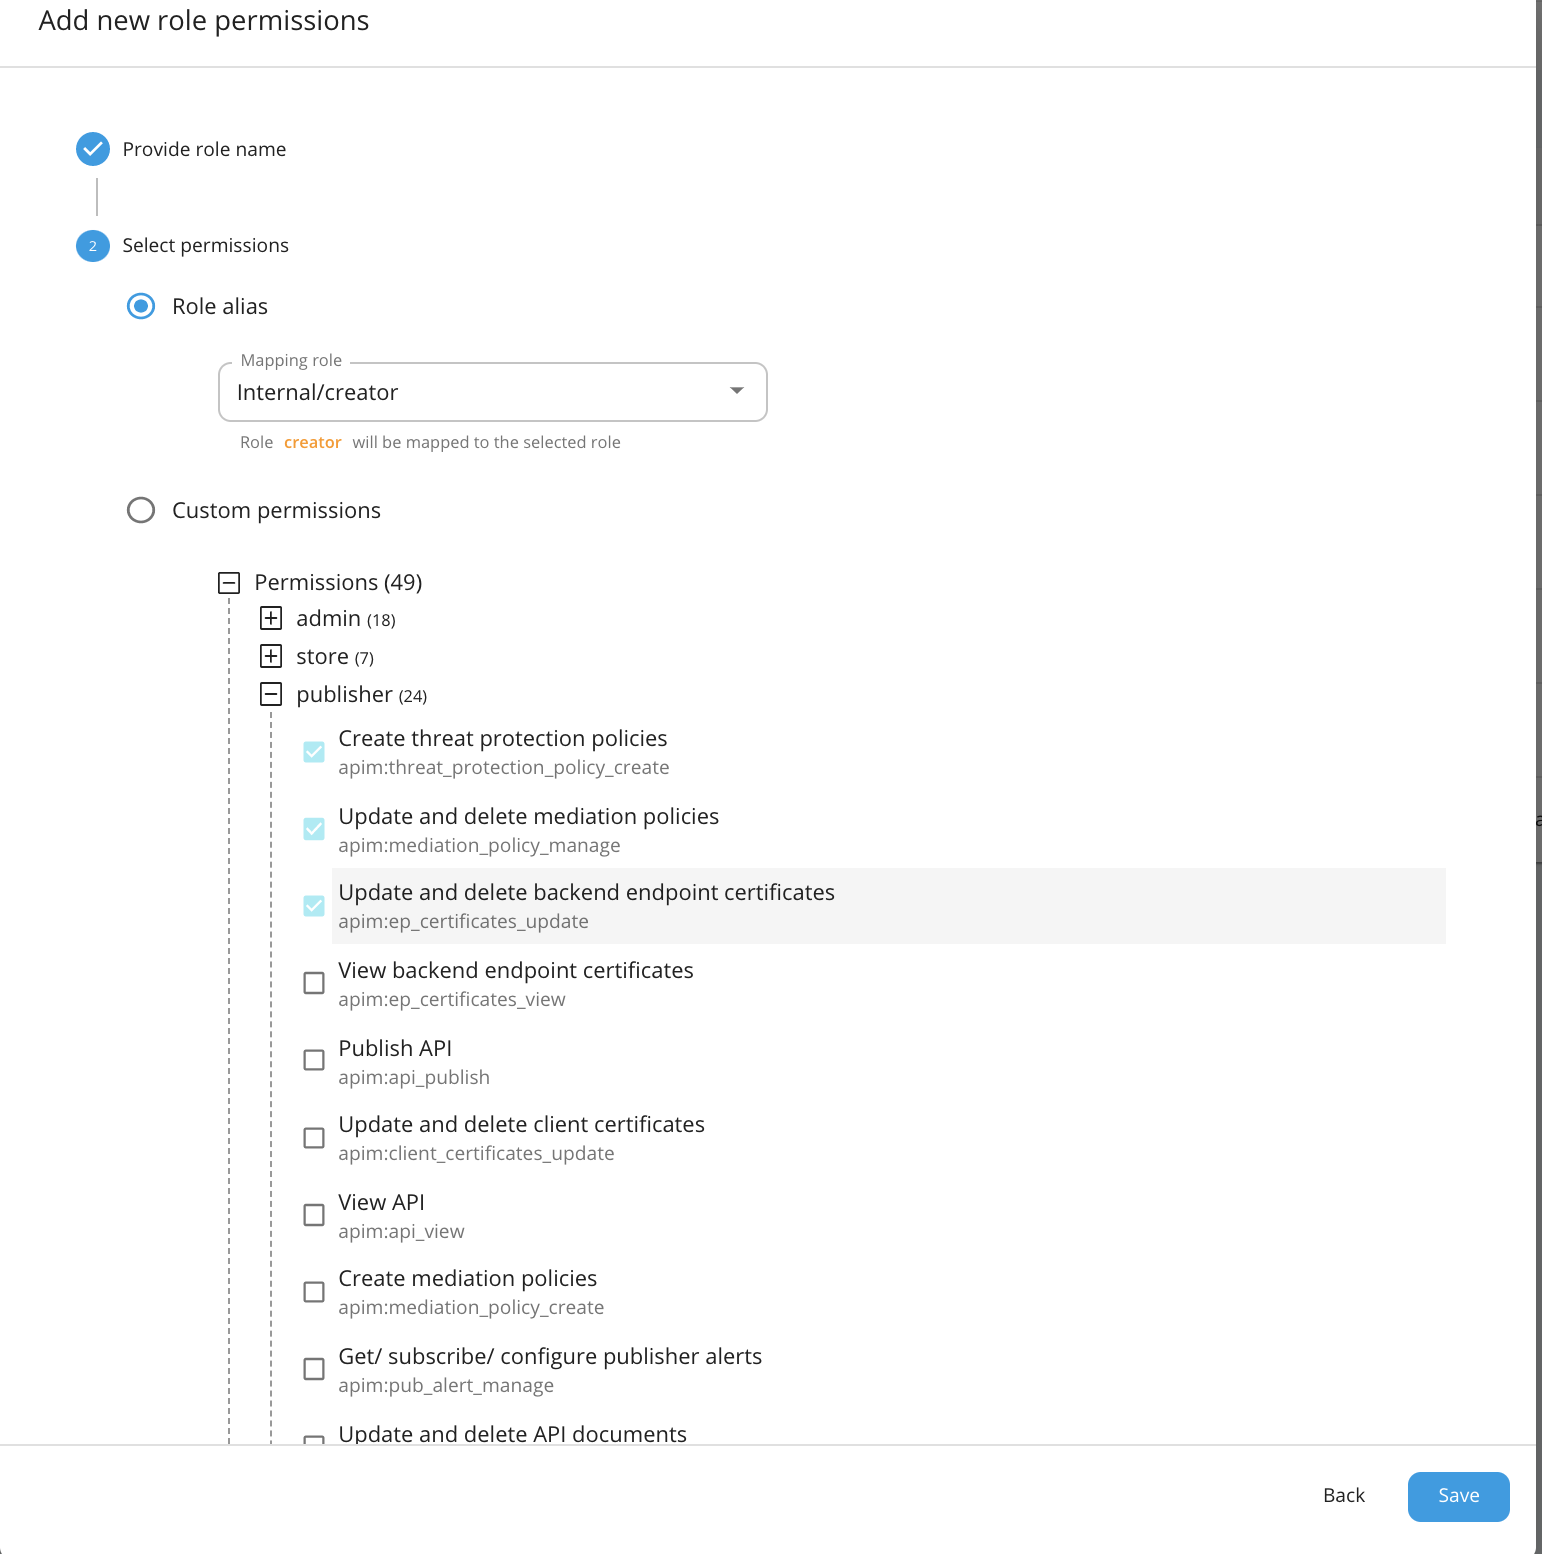 Add new role permissions
Provide role name
2
Select permissions
Role alias
Mapping role
Internal/creator
Role creator will be mapped to the selected role
Custom permissions
Permissions (49)
admin (18)
store (7)
publisher (24)
Create threat protection policies
apim:threat_protection_policy_create
Update and delete mediation policies
apim:mediation_policy_manage
Update and delete backend endpoint certificates
apim:ep_certificates_update
View backend endpoint certificates
apim:ep_certificates_view
Publish API
apim:api_publish
Update and delete client certificates
apim:client_certificates_update
View API
apim:api_view
Create mediation policies
apim:mediation_policy_create
Get/ subscribe/ configure publisher alerts
apim:pub_alert_manage
Update and delete API documents
Back
Save